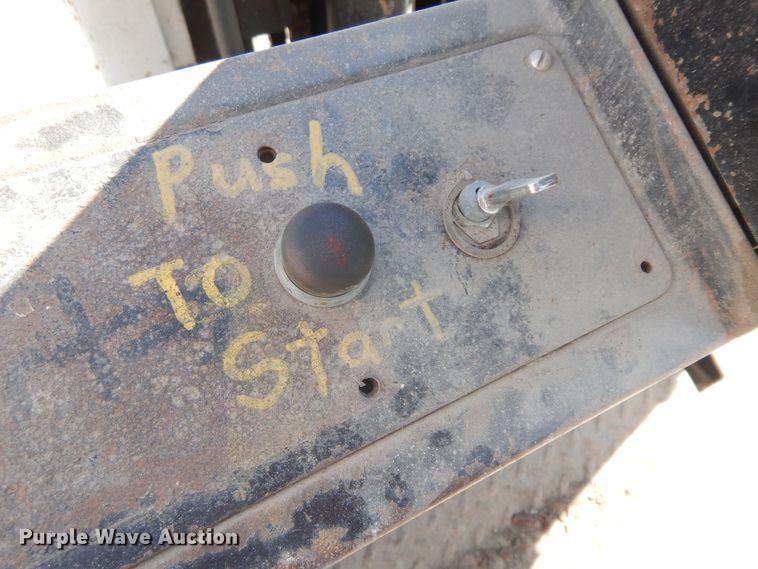 Push
To
Start
Purple Wave Auction